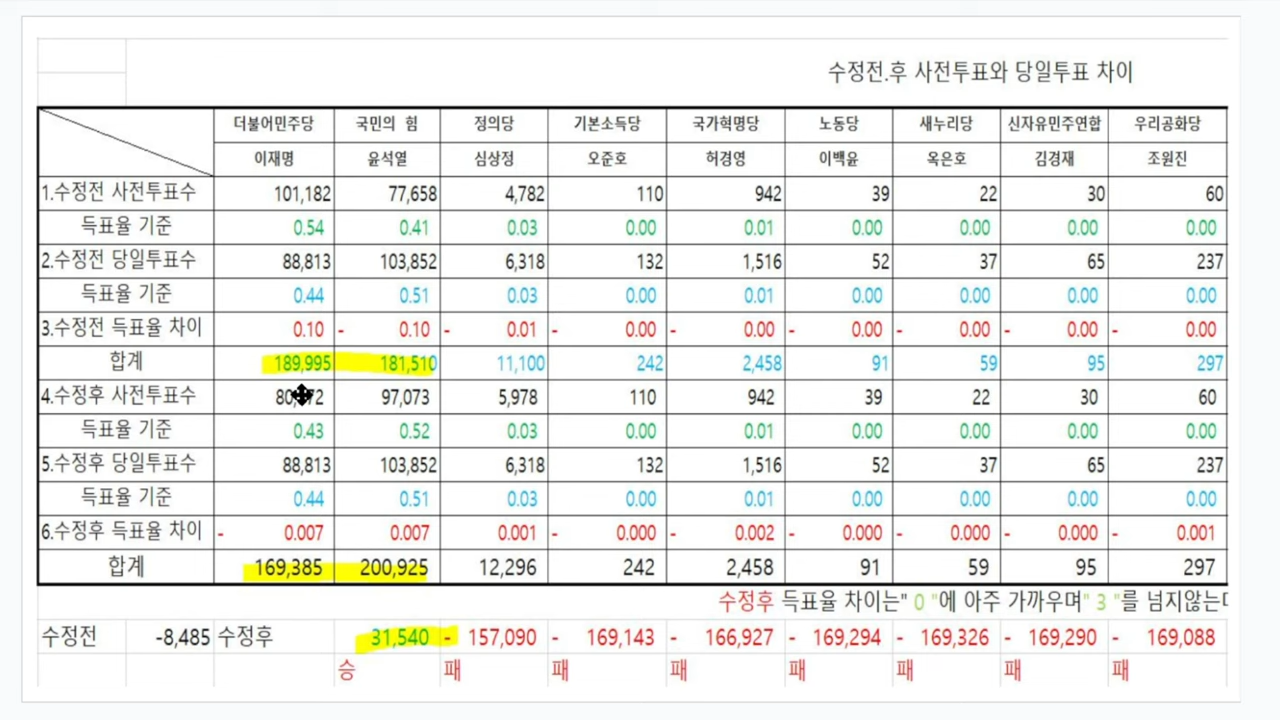 수정전.후 사전투표와 당일투표 차이
더불어민주당 국민의 힘 정의당 기본소득당 국가혁명당 노동당 새누리당 신자유민주연합 우리공화당
이재명 윤석열 심상정 오준호 허경영 이백윤 옥은호 김경재 조원진
1.수정전 사전투표수 101,182 77,658 4,782 110 942 39 22 30 60
득표율 기준 0.54 0.41 0.03 0.00 0.01 0.00 0.00 0.00 0.00
2.수정전 당일투표수 88,813 103,852 6,318 132 1,516 52 37 65 237
득표율 기준 0.44 0.51 0.03 0.00 0.01 0.00 0.00 0.00 0.00
3.수정전 득표율 차이 0.10 - 0.10 - 0.01 - 0.00 - 0.00 - 0.00 - 0.00 - 0.00 - 0.00
합계 189,995 181,510 11,100 242 2,458 91 59 95 297
4.수정후 사전투표수 97,073 5,978 110 942 39 22 30 60
득표율 기준 0.43 0.52 0.03 0.00 0.01 0.00 0.00 0.00 0.00
5.수정후 당일투표수 88,813 103,852 6,318 132 1,516 52 37 65 237
득표율 기준 0.44 0.51 0.03 0.00 0.01 0.00 0.00 0.00 0.00
6.수정후 득표율 차이 - 0.007 0.007 0.001 - 0.000 - 0.002 - 0.000 - 0.000 - 0.000 - 0.001
합계 169,385 200,925 12,296 242 2,458 91 59 95 297
수정후 득표율 차이는" 0 "에 아주 가까우며" 3 "를 넘지않는
수정전 -8,485 수정후 31,540 - 157,090 - 169,143 - 166,927 - 169,294 - 169,326 - 169,290 - 169,088
승 패 패 패 패 패 패 패